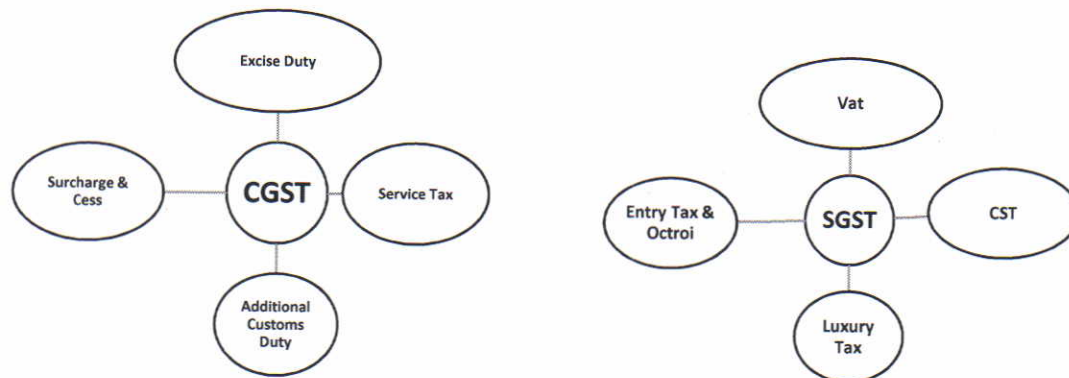 Excise Duty
Surcharge &
Cess
CGST
Service Tax
Additional
Customs
Duty
Vat
Entry Tax &
Octroi
SGST
CST
Luxury
Tax